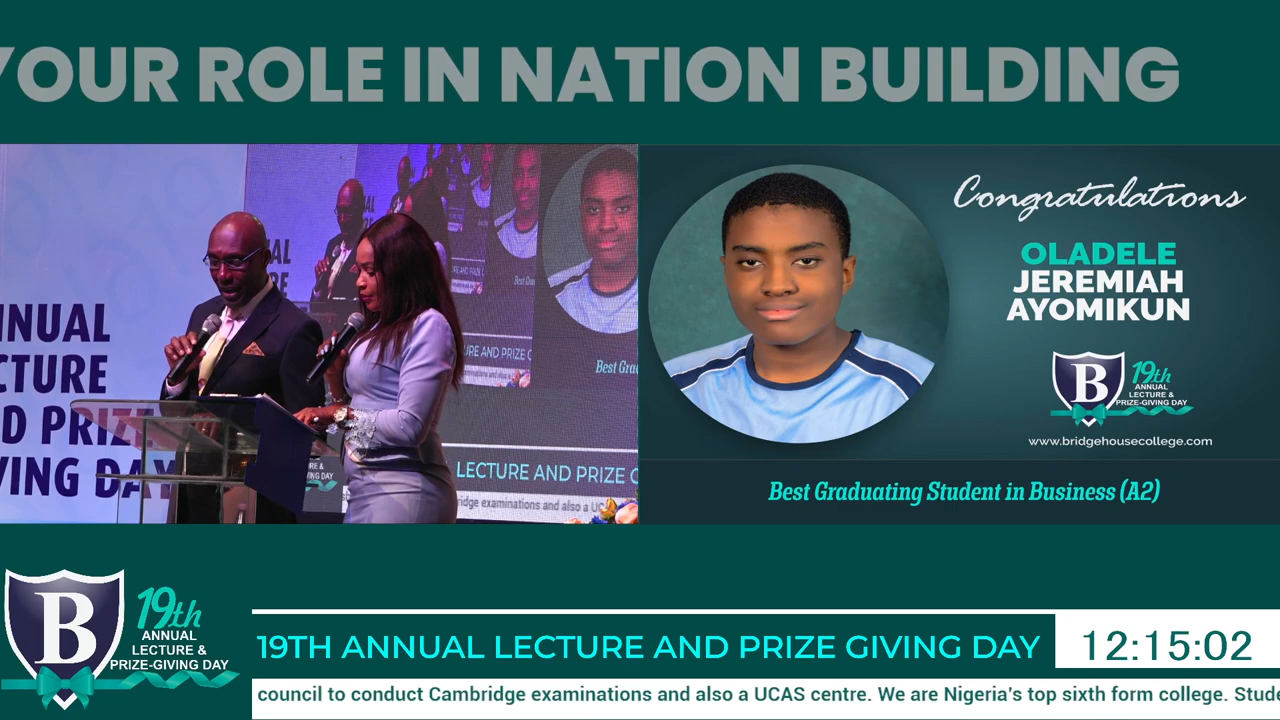 YOUR ROLE IN NATION BUILDING
NUAL
CTURE
D PRIZE
VING DAY
LECTURE AND PRIZE G
Best Gra
Congratulations
OLADELE
JEREMIAH
AYOMIKUN
B
19th
ANNUAL
LECTURE &
PRIZE-GIVING DAY
www.bridgehousecollege.com
Best Graduating Student in Business (A2)
B
19th
ANNUAL
LECTURE &
PRIZE-GIVING DAY
19TH ANNUAL LECTURE AND PRIZE GIVING DAY
12:15:02
council to conduct Cambridge examinations and also a UCAS centre. We are Nigeria's top sixth form college. Stude